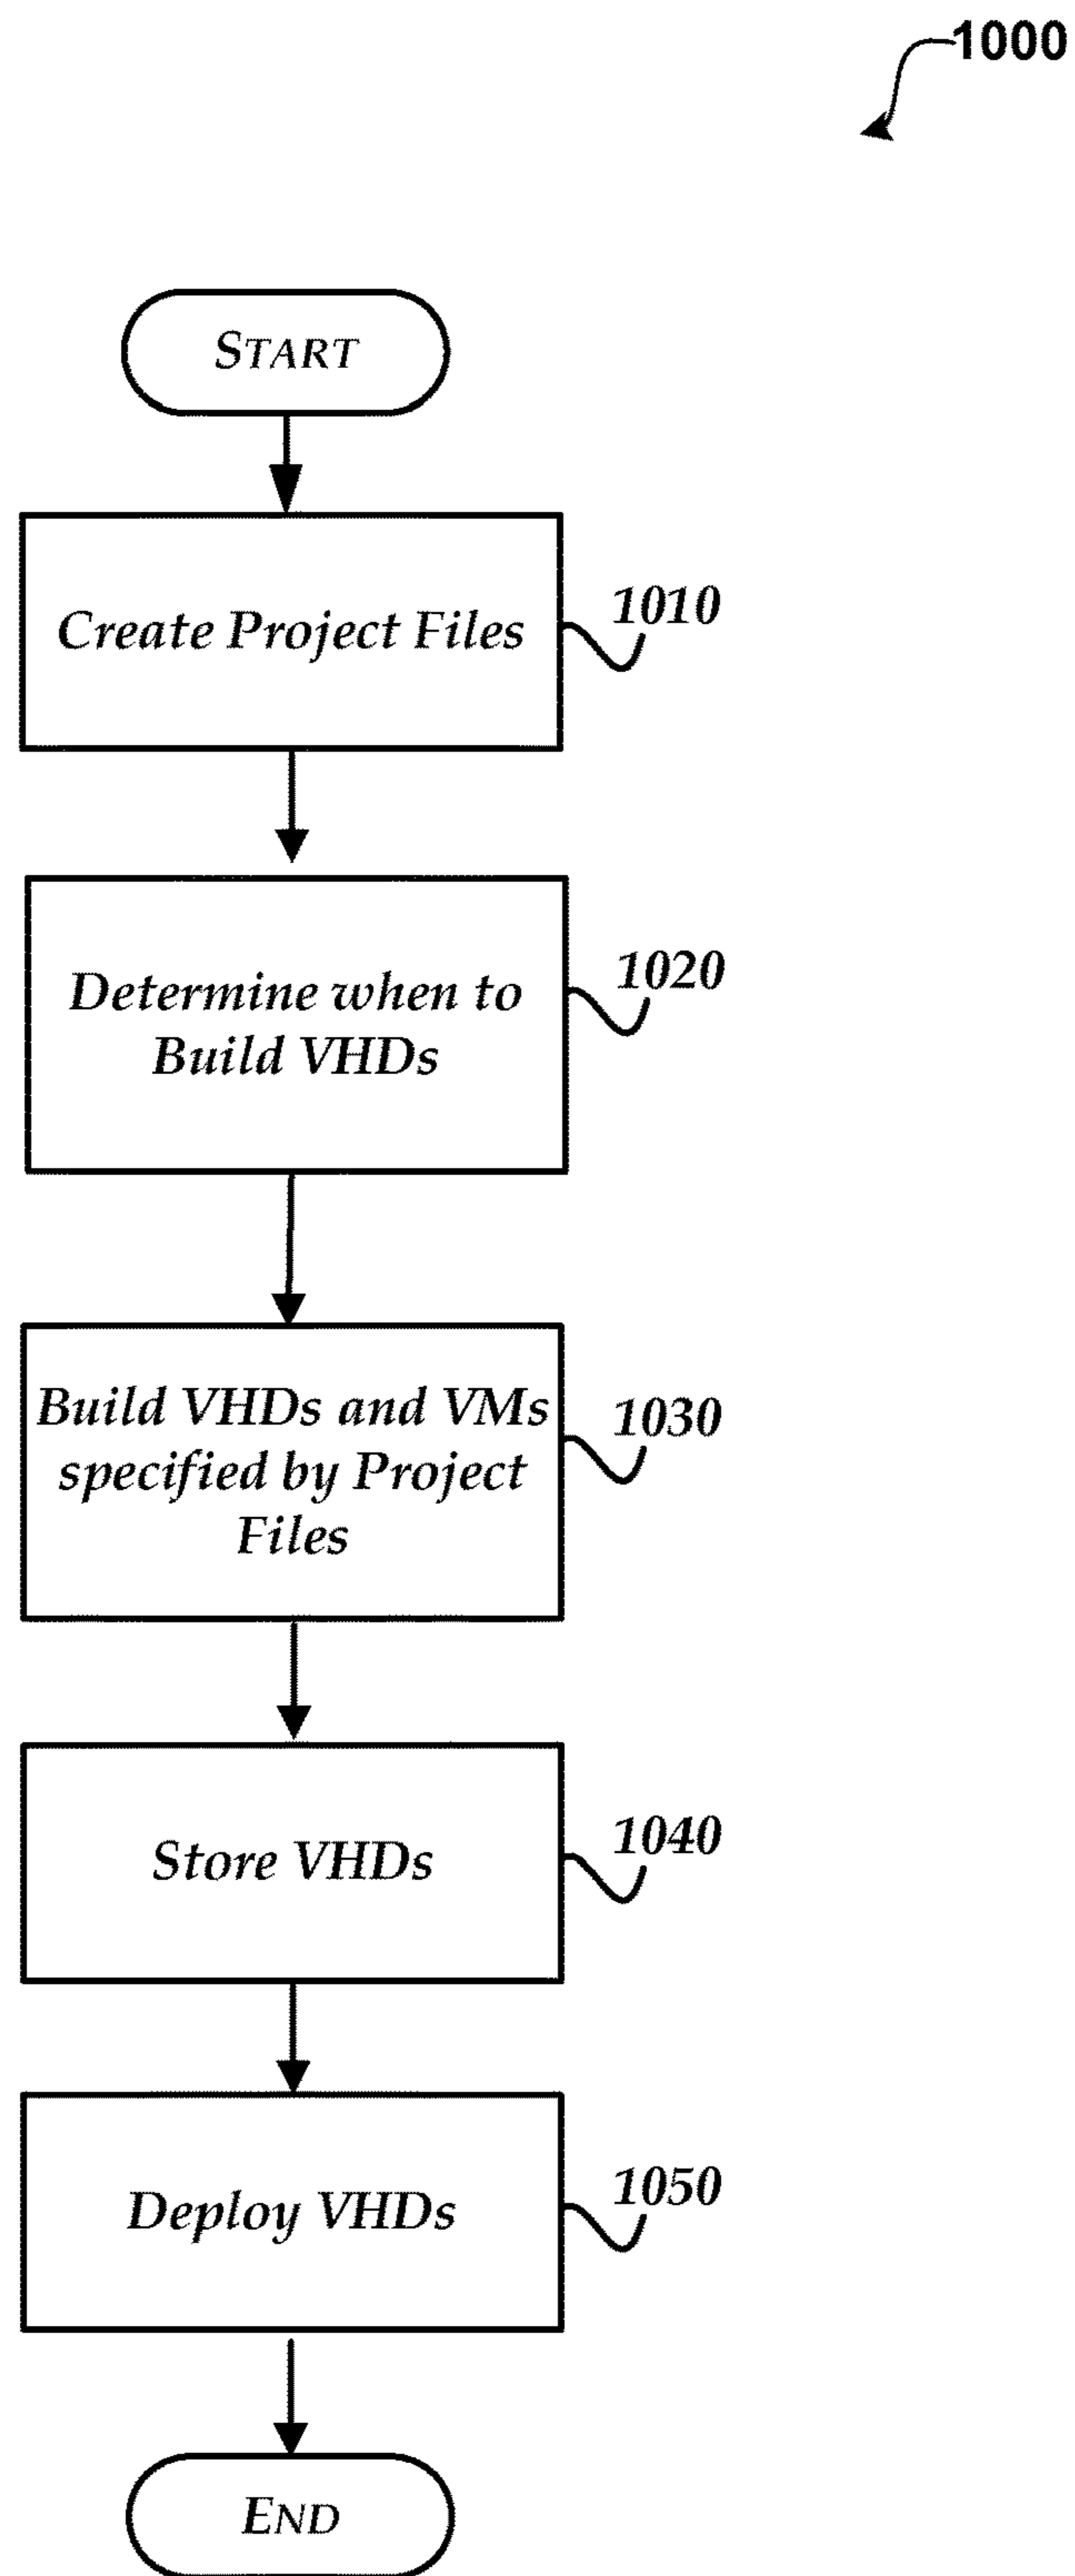 1000
START
Create Project Files
1010
Determine when to
Build VHDs
1020
Build VHDs and VMs
specified by Project
Files
1030
Store VHDs
1040
Deploy VHDs
1050
END